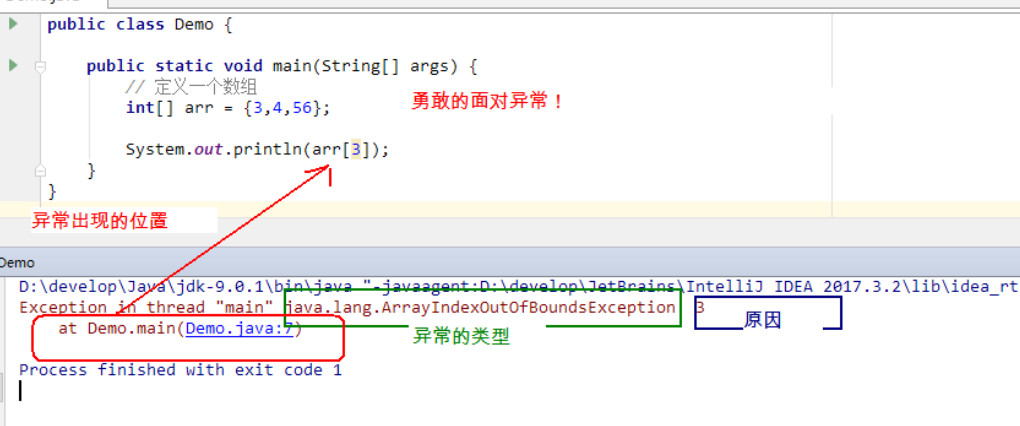 public class Demo {
public static void main(String[] args) {
// 定义一个数组
int[] arr = {3,4,56};
勇敢的面对异常！
System.out.println(arr[3]);
}
}
异常出现的位置
Demo
D:\develop\Java\jdk-9.0.1\bin\java "-javaagent:D:\develop\JetBrains\IntelliJ IDEA 2017.3.2\lib\idea_rt
Exception in thread "main" java.lang.ArrayIndexOutOfBoundsException 3
原因
at Demo.main(Demo.java:7)
异常的类型
Process finished with exit code 1